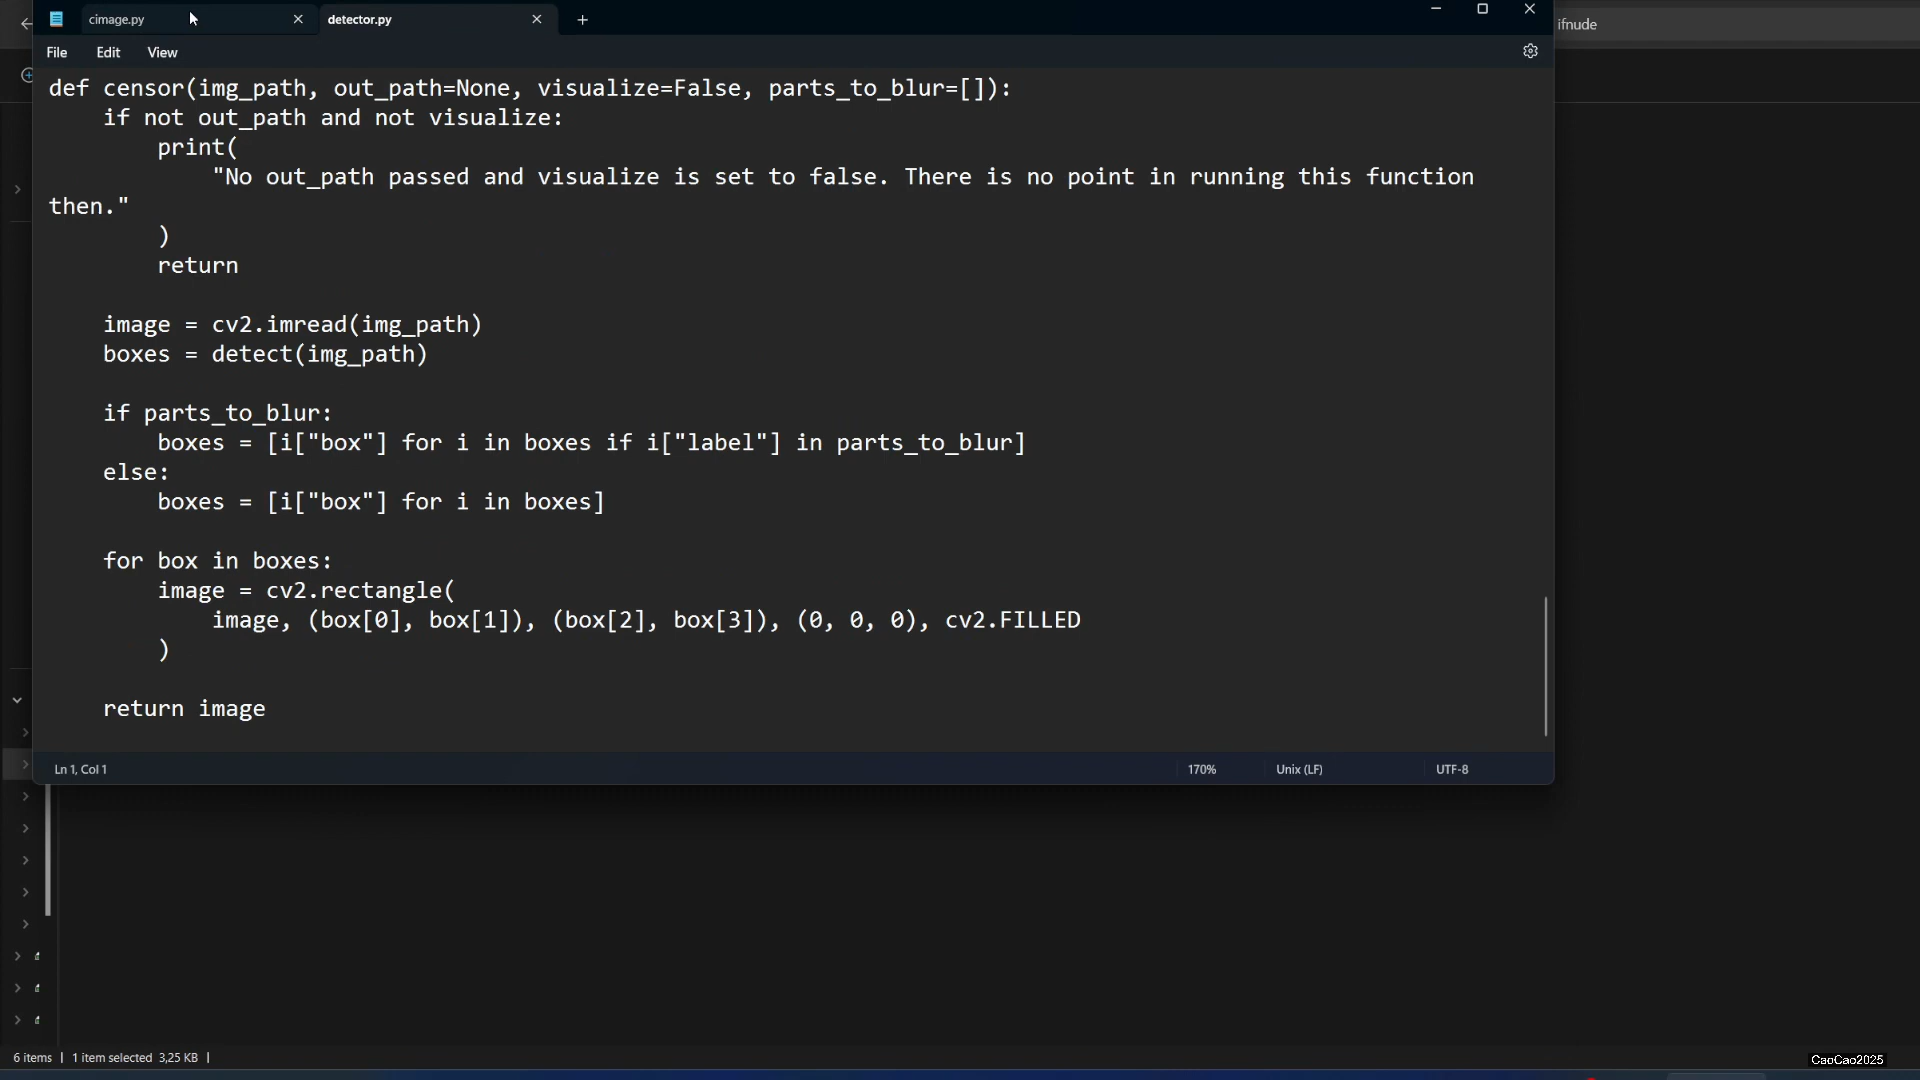 cimage.py
detector.py
ifnude
File Edit View
def censor(img_path, out_path=None, visualize=False, parts_to_blur=[]):
    if not out_path and not visualize:
        print(
            "No out_path passed and visualize is set to false. There is no point in running this function
then."
        )
        return
    image = cv2.imread(img_path)
    boxes = detect(img_path)
    if parts_to_blur:
        boxes = [i["box"] for i in boxes if i["label"] in parts_to_blur]
    else:
        boxes = [i["box"] for i in boxes]
    for box in boxes:
        image = cv2.rectangle(
            image, (box[0], box[1]), (box[2], box[3]), (0, 0, 0), cv2.FILLED
        )
    return image
Ln 1, Col 1 170% Unix (LF) UTF-8
6 items | 1 item selected 3,25 KB |
CaoCao2025